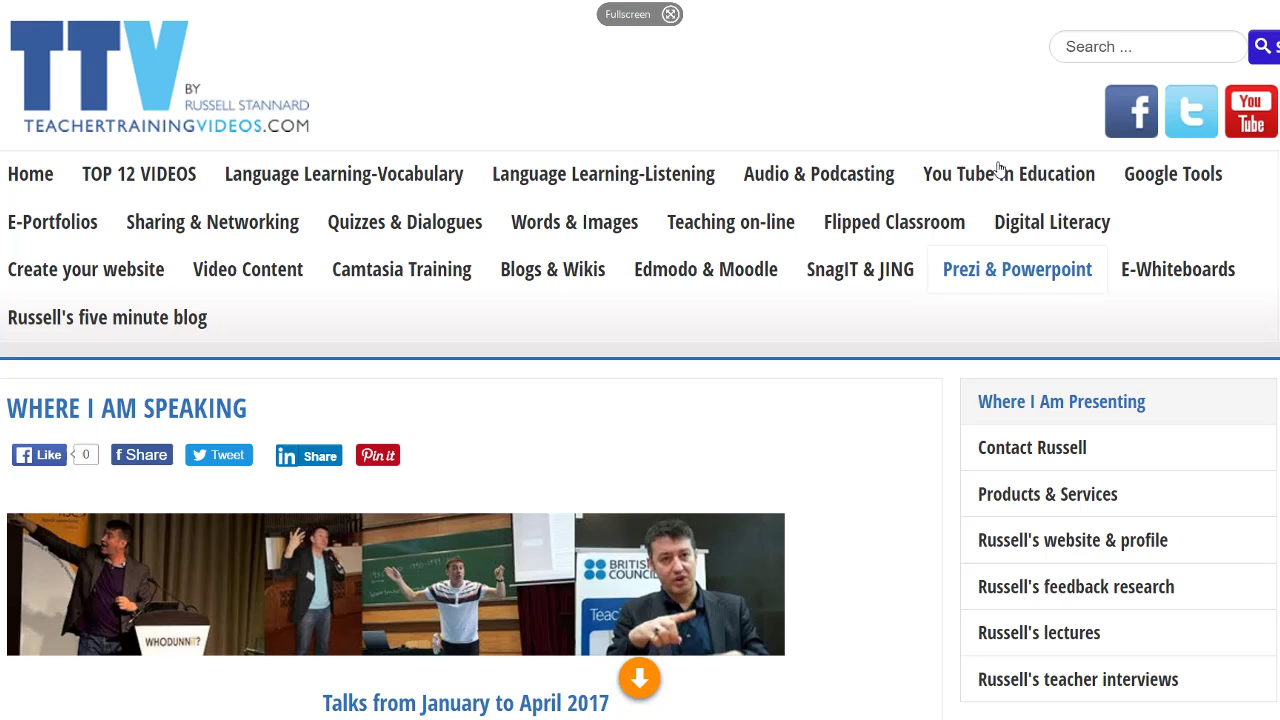 Fullscreen
TTV
BY
RUSSELL STANNARD
TEACHERTRAININGVIDEOS.COM
Search ...
S
f
t
You
Tube
Home TOP 12 VIDEOS Language Learning-Vocabulary Language Learning-Listening Audio & Podcasting You Tube in Education Google Tools
E-Portfolios Sharing & Networking Quizzes & Dialogues Words & Images Teaching on-line Flipped Classroom Digital Literacy
Create your website Video Content Camtasia Training Blogs & Wikis Edmodo & Moodle SnagIT & JING Prezi & Powerpoint E-Whiteboards
Russell's five minute blog
WHERE I AM SPEAKING
f Like 0 f Share Tweet in Share Pin it
WHODUNNIT?
BRITISH
COUNCIL
Teac
Talks from January to April 2017
Where I Am Presenting
Contact Russell
Products & Services
Russell's website & profile
Russell's feedback research
Russell's lectures
Russell's teacher interviews